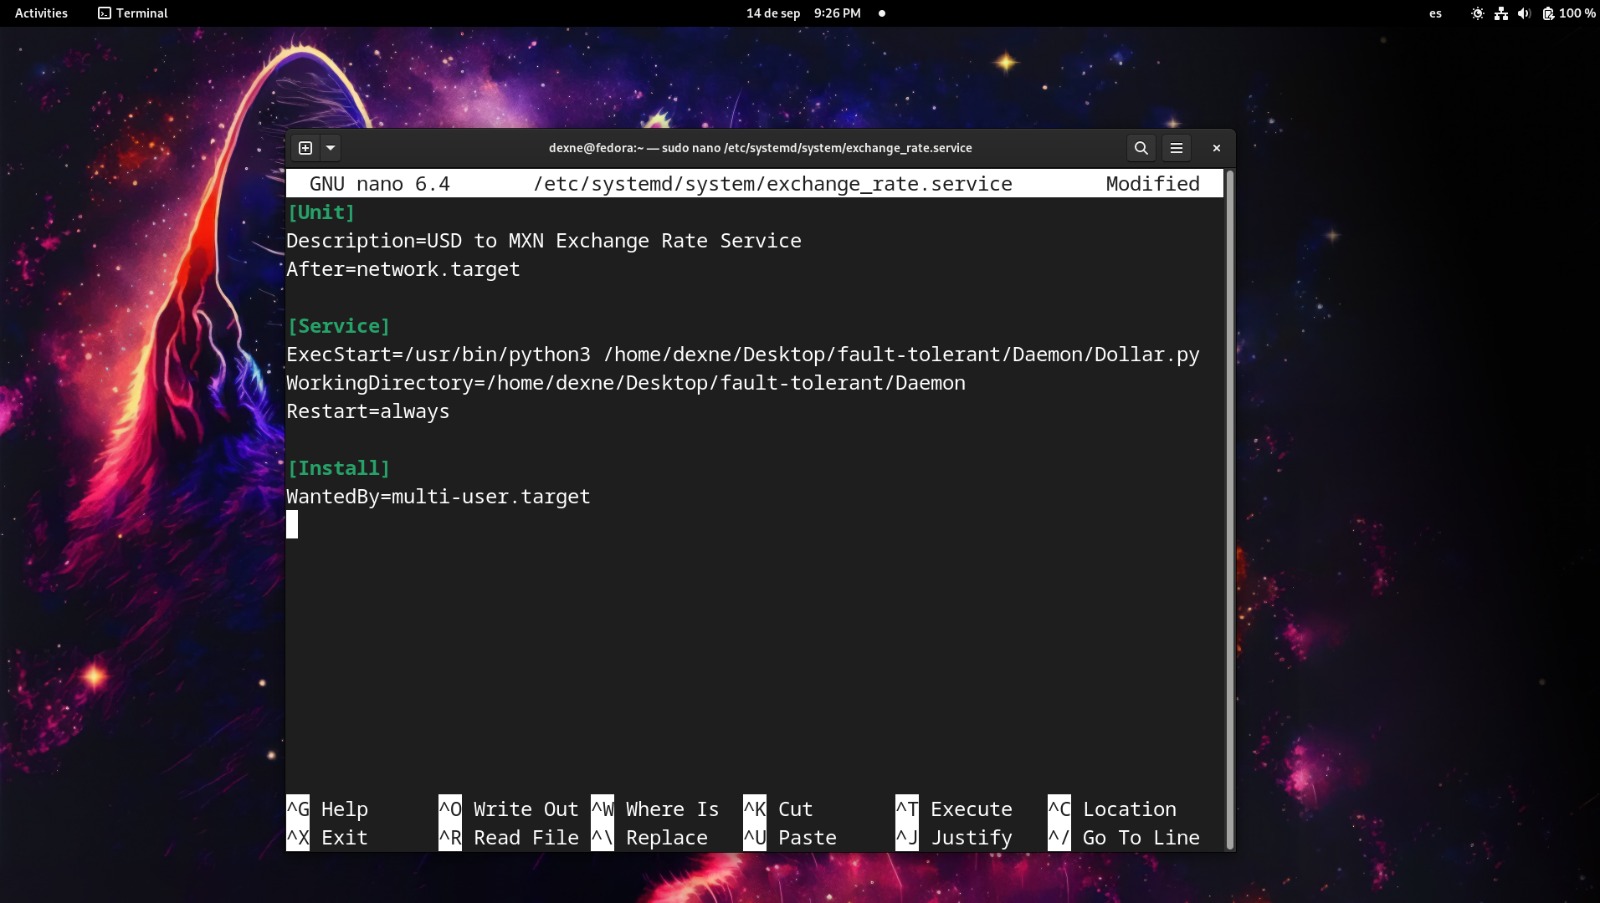 Activities Terminal 14 de sep 9:26 PM es 100 %
dexne@fedora:~ — sudo nano /etc/systemd/system/exchange_rate.service
GNU nano 6.4 /etc/systemd/system/exchange_rate.service Modified
[Unit]
Description=USD to MXN Exchange Rate Service
After=network.target
[Service]
ExecStart=/usr/bin/python3 /home/dexne/Desktop/fault-tolerant/Daemon/Dollar.py
WorkingDirectory=/home/dexne/Desktop/fault-tolerant/Daemon
Restart=always
[Install]
WantedBy=multi-user.target
^G Help ^O Write Out ^W Where Is ^K Cut ^T Execute ^C Location
^X Exit ^R Read File ^\ Replace ^U Paste ^J Justify ^/ Go To Line